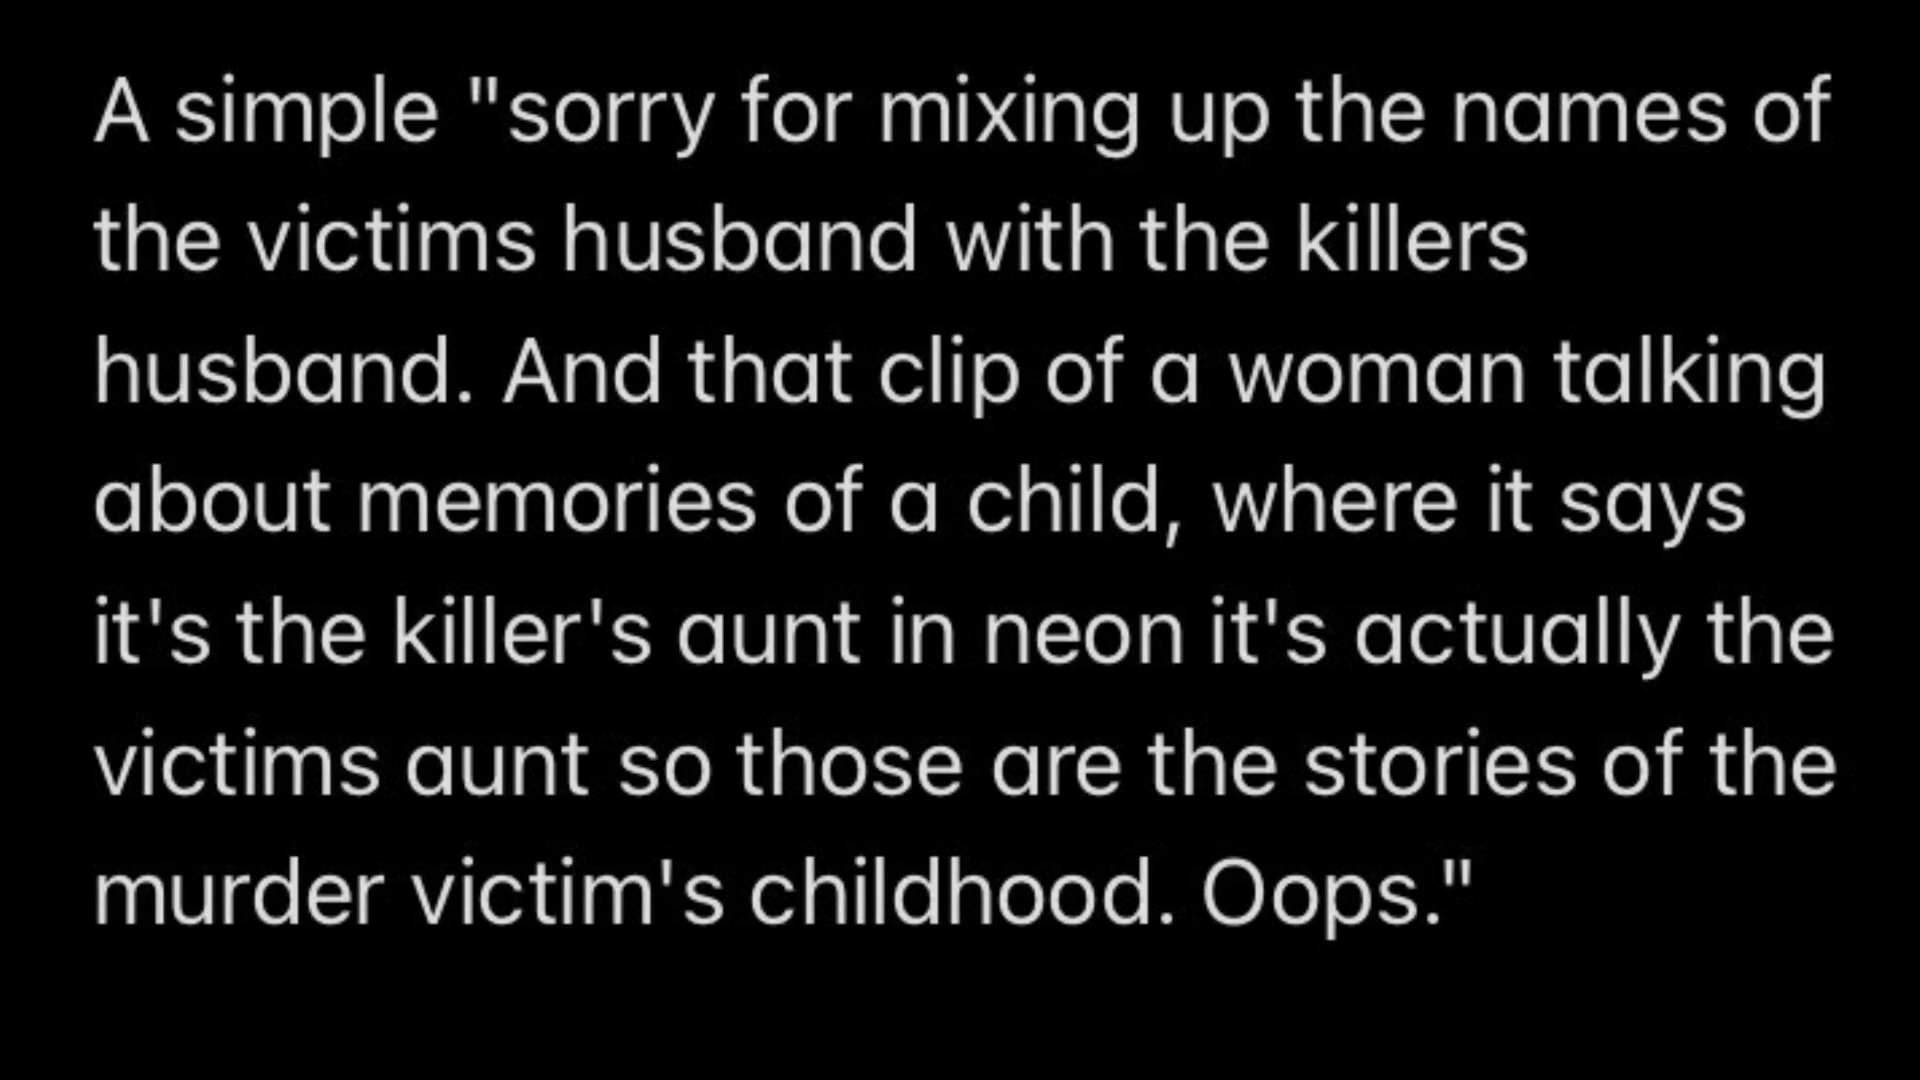 A simple "sorry for mixing up the names of
the victims husband with the killers
husband. And that clip of a woman talking
about memories of a child, where it says
it's the killer's aunt in neon it's actually the
victims aunt so those are the stories of the
murder victim's childhood. Oops."